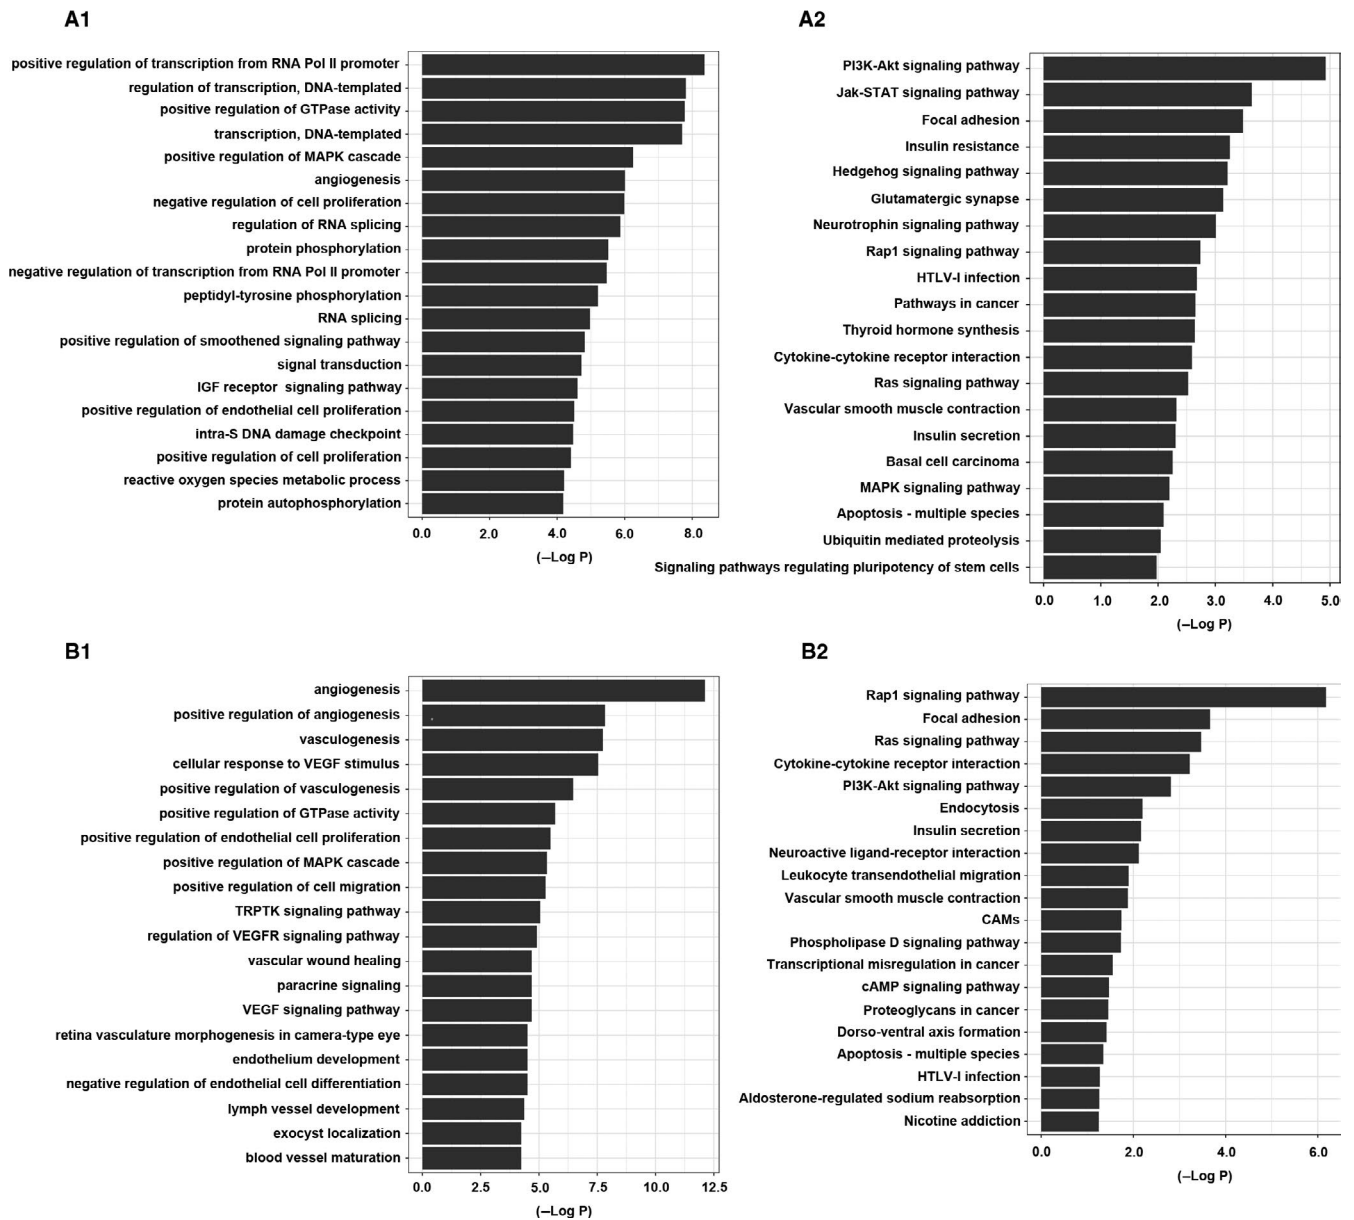 A1
positive regulation of transcription from RNA Pol II promoter
regulation of transcription, DNA-templated
positive regulation of GTPase activity
transcription, DNA-templated
positive regulation of MAPK cascade
angiogenesis
negative regulation of cell proliferation
regulation of RNA splicing
protein phosphorylation
negative regulation of transcription from RNA Pol II promoter
peptidyl-tyrosine phosphorylation
RNA splicing
positive regulation of smoothened signaling pathway
signal transduction
IGF receptor signaling pathway
positive regulation of endothelial cell proliferation
intra-S DNA damage checkpoint
positive regulation of cell proliferation
reactive oxygen species metabolic process
protein autophosphorylation
0.0 2.0 4.0 6.0 8.0
(–Log P)
A2
PI3K-Akt signaling pathway
Jak-STAT signaling pathway
Focal adhesion
Insulin resistance
Hedgehog signaling pathway
Glutamatergic synapse
Neurotrophin signaling pathway
Rap1 signaling pathway
HTLV-I infection
Pathways in cancer
Thyroid hormone synthesis
Cytokine-cytokine receptor interaction
Ras signaling pathway
Vascular smooth muscle contraction
Insulin secretion
Basal cell carcinoma
MAPK signaling pathway
Apoptosis - multiple species
Ubiquitin mediated proteolysis
Signaling pathways regulating pluripotency of stem cells
0.0 1.0 2.0 3.0 4.0 5.0
(–Log P)
B1
angiogenesis
positive regulation of angiogenesis
vasculogenesis
cellular response to VEGF stimulus
positive regulation of vasculogenesis
positive regulation of GTPase activity
positive regulation of endothelial cell proliferation
positive regulation of MAPK cascade
positive regulation of cell migration
TRPTK signaling pathway
regulation of VEGFR signaling pathway
vascular wound healing
paracrine signaling
VEGF signaling pathway
retina vasculature morphogenesis in camera-type eye
endothelium development
negative regulation of endothelial cell differentiation
lymph vessel development
exocyst localization
blood vessel maturation
0.0 2.5 5.0 7.5 10.0 12.5
(–Log P)
B2
Rap1 signaling pathway
Focal adhesion
Ras signaling pathway
Cytokine-cytokine receptor interaction
PI3K-Akt signaling pathway
Endocytosis
Insulin secretion
Neuroactive ligand-receptor interaction
Leukocyte transendothelial migration
Vascular smooth muscle contraction
CAMs
Phospholipase D signaling pathway
Transcriptional misregulation in cancer
cAMP signaling pathway
Proteoglycans in cancer
Dorso-ventral axis formation
Apoptosis - multiple species
HTLV-I infection
Aldosterone-regulated sodium reabsorption
Nicotine addiction
0.0 2.0 4.0 6.0
(–Log P)